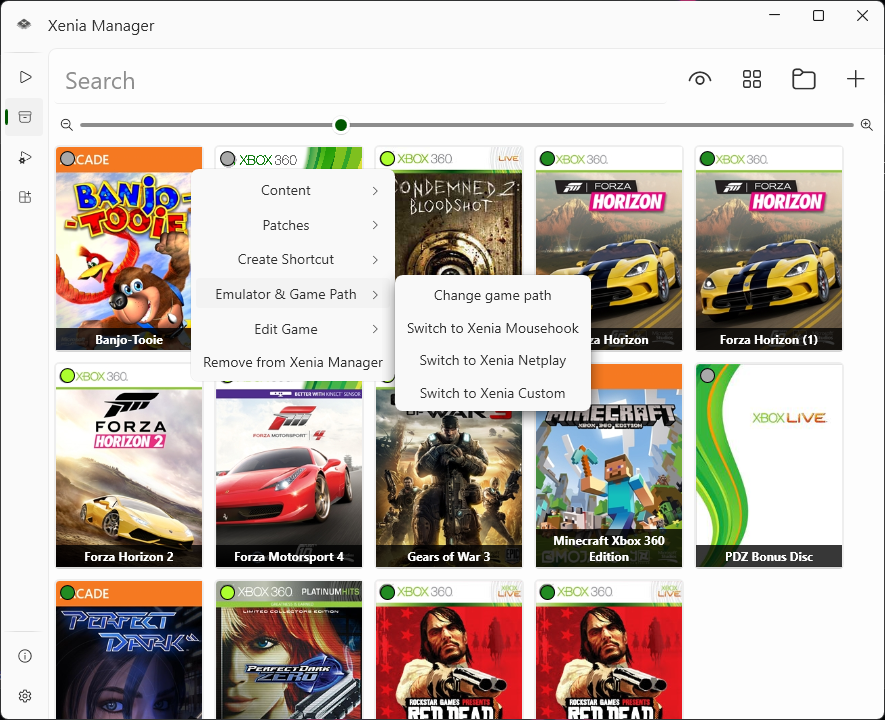 Xenia Manager
Search
CADE
BANJO-
TOOIE
Banjo-Tooie
XBOX 360
XBOX 360. LIVE
CONDEMNED 2:
BLOODSHOT
XBOX 360.
FORZA
HORIZON
za Horizon
XBOX 360.
FORZA
HORIZON
Forza Horizon (1)
Content
Patches
Create Shortcut
Emulator & Game Path
Edit Game
Remove from Xenia Manager
Change game path
Switch to Xenia Mousehook
Switch to Xenia Netplay
Switch to Xenia Custom
XBOX 360.
FORZA
HORIZON 2
Forza Horizon 2
BETTER WITH KINECT SENSOR
FORZA MOTORSPORT 4
Forza Motorsport 4
OF WAR 3
Gears of War 3
MINECRAFT
XBOX 360 EDITION
MOJANG
Minecraft Xbox 360
Edition
XBOX LIVE
PDZ Bonus Disc
CADE
PERFECT
DARK
XBOX 360 PLATINUM HITS
LIMITED COLLECTOR'S EDITION
PERFECT DARK
ZERO
XBOX 360. XBOX LIVE
ROCKSTAR GAMES PRESENTS
RED DEAD
XBOX 360. XBOX LIVE
ROCKSTAR GAMES PRESENTS
RED DEAD